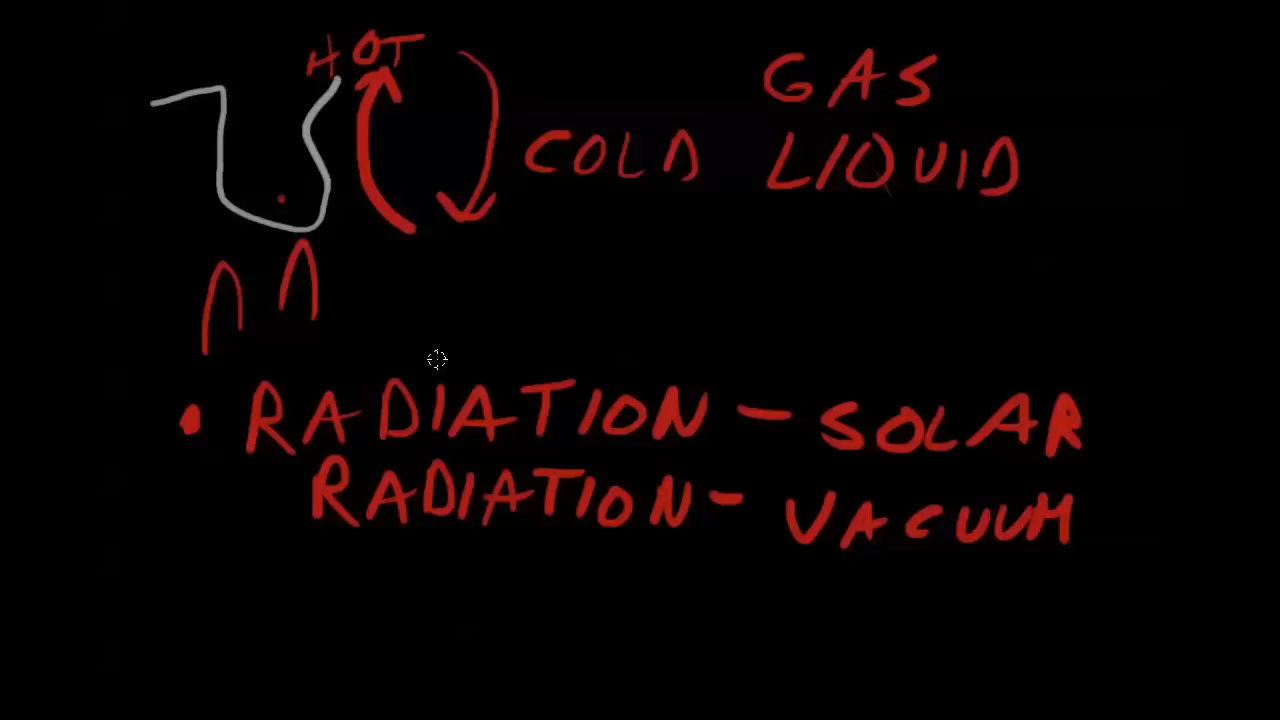 HOT
GAS
COLD LIQUID
• RADIATION - SOLAR
RADIATION - VACUUM